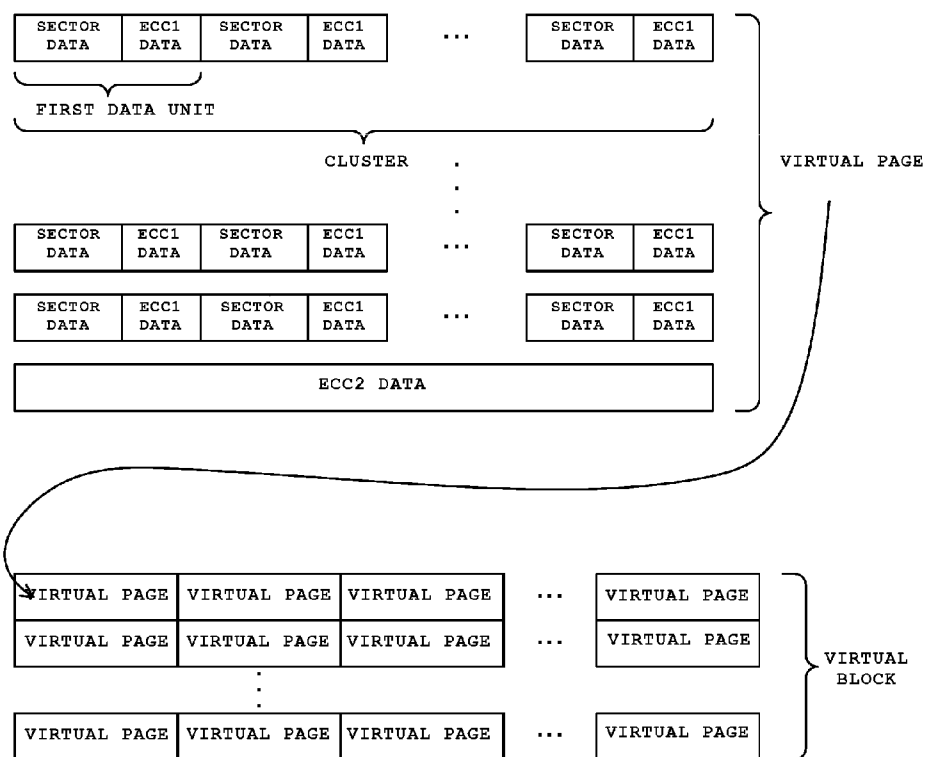 SECTOR DATA ECC1 DATA SECTOR DATA ECC1 DATA ... SECTOR DATA ECC1 DATA
FIRST DATA UNIT
CLUSTER
VIRTUAL PAGE
SECTOR DATA ECC1 DATA SECTOR DATA ECC1 DATA ... SECTOR DATA ECC1 DATA
SECTOR DATA ECC1 DATA SECTOR DATA ECC1 DATA ... SECTOR DATA ECC1 DATA
ECC2 DATA
VIRTUAL PAGE VIRTUAL PAGE VIRTUAL PAGE ... VIRTUAL PAGE
VIRTUAL PAGE VIRTUAL PAGE VIRTUAL PAGE ... VIRTUAL PAGE
VIRTUAL BLOCK
VIRTUAL PAGE VIRTUAL PAGE VIRTUAL PAGE ... VIRTUAL PAGE